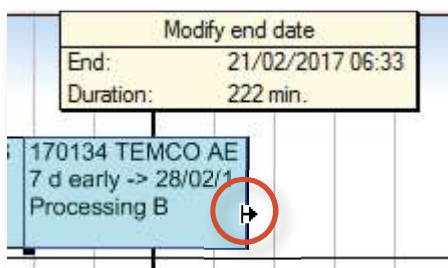 Modify end date
End: 21/02/2017 06:33
Duration: 222 min.
170134 TEMCO AE
7 d early -> 28/02/1
Processing B